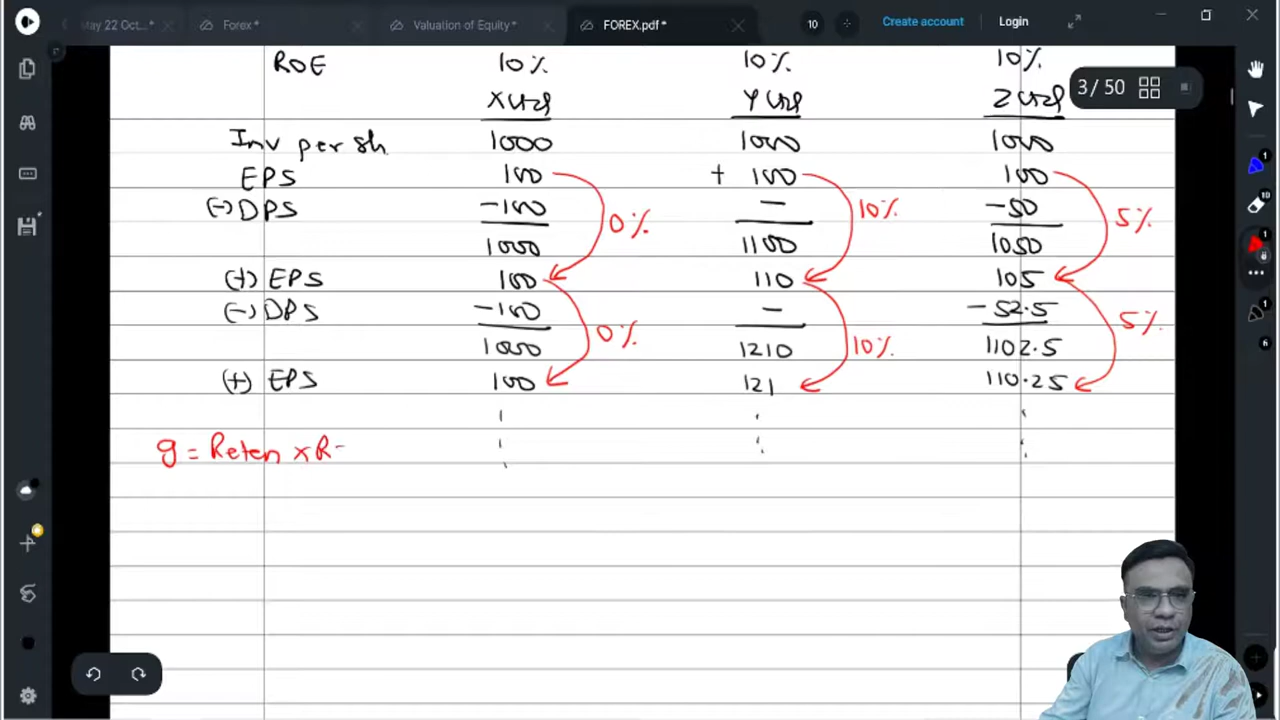 May 22 Oct...* Forex* Valuation of Equity* FOREX.pdf* 10 Create account Login
ROE 10% 10% 10%
3 / 50
X Ltd Y Ltd Z Ltd
Inv per sh 1000 1000 1000
EPS 100 + 100 100
(-) DPS -100 - -50
0% 10% 5%
1000 1100 1050
(+) EPS 100 110 105
(-) DPS -100 - -52.5
0% 10% 5%
1000 1210 1102.5
(+) EPS 100 121 110.25
g = Reten x R-